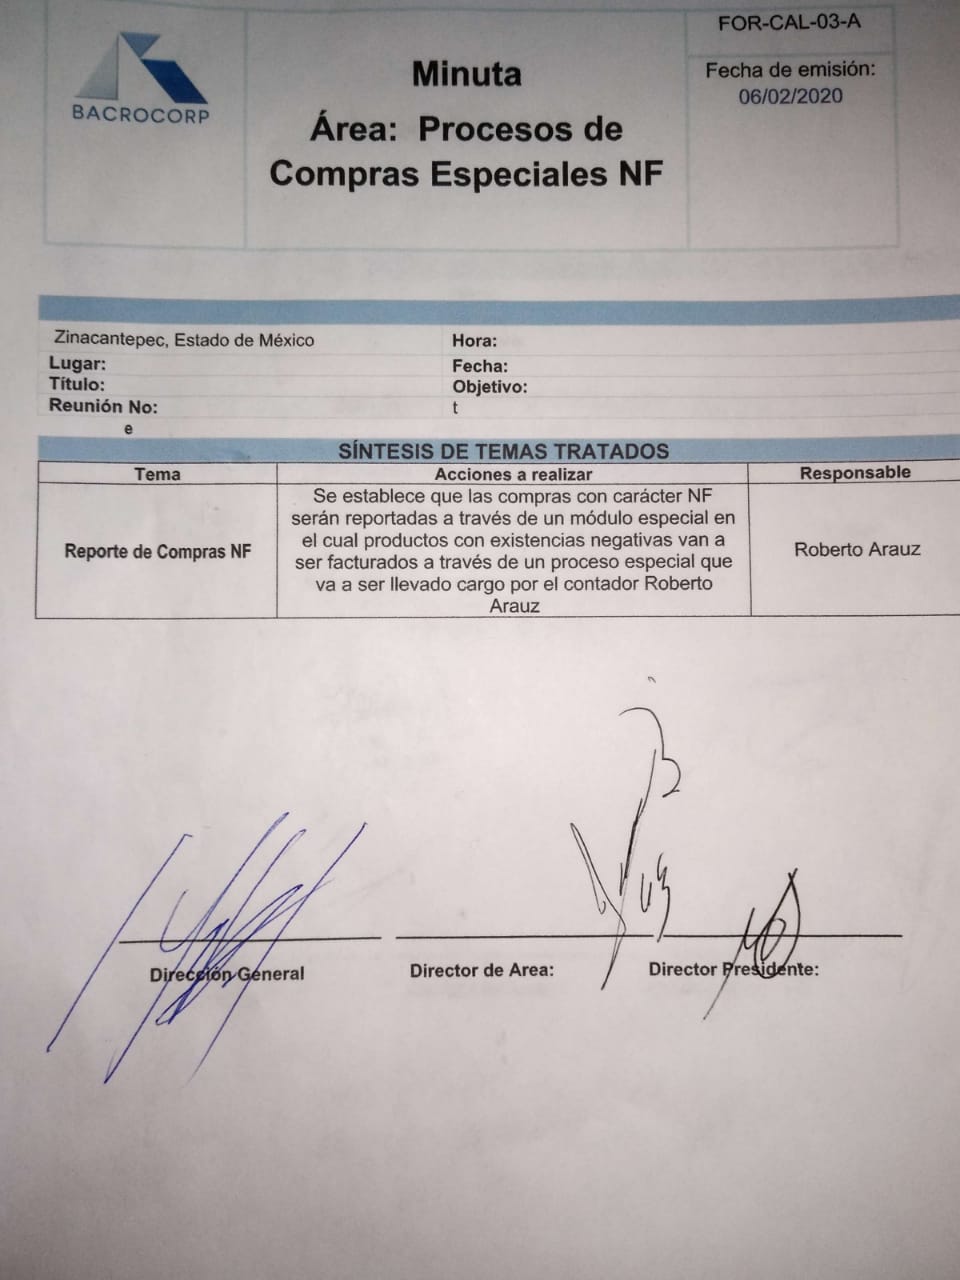 BACROCORP
Minuta
Área: Procesos de
Compras Especiales NF
FOR-CAL-03-A
Fecha de emisión:
06/02/2020
Zinacantepec, Estado de México
Hora:
Lugar:
Fecha:
Título:
Objetivo:
Reunión No:
t
e
SÍNTESIS DE TEMAS TRATADOS
Tema
Acciones a realizar
Responsable
Reporte de Compras NF
Se establece que las compras con carácter NF
serán reportadas a través de un módulo especial en
el cual productos con existencias negativas van a
ser facturados a través de un proceso especial que
va a ser llevado cargo por el contador Roberto
Arauz
Roberto Arauz
Dirección General
Director de Area:
Director Presidente: